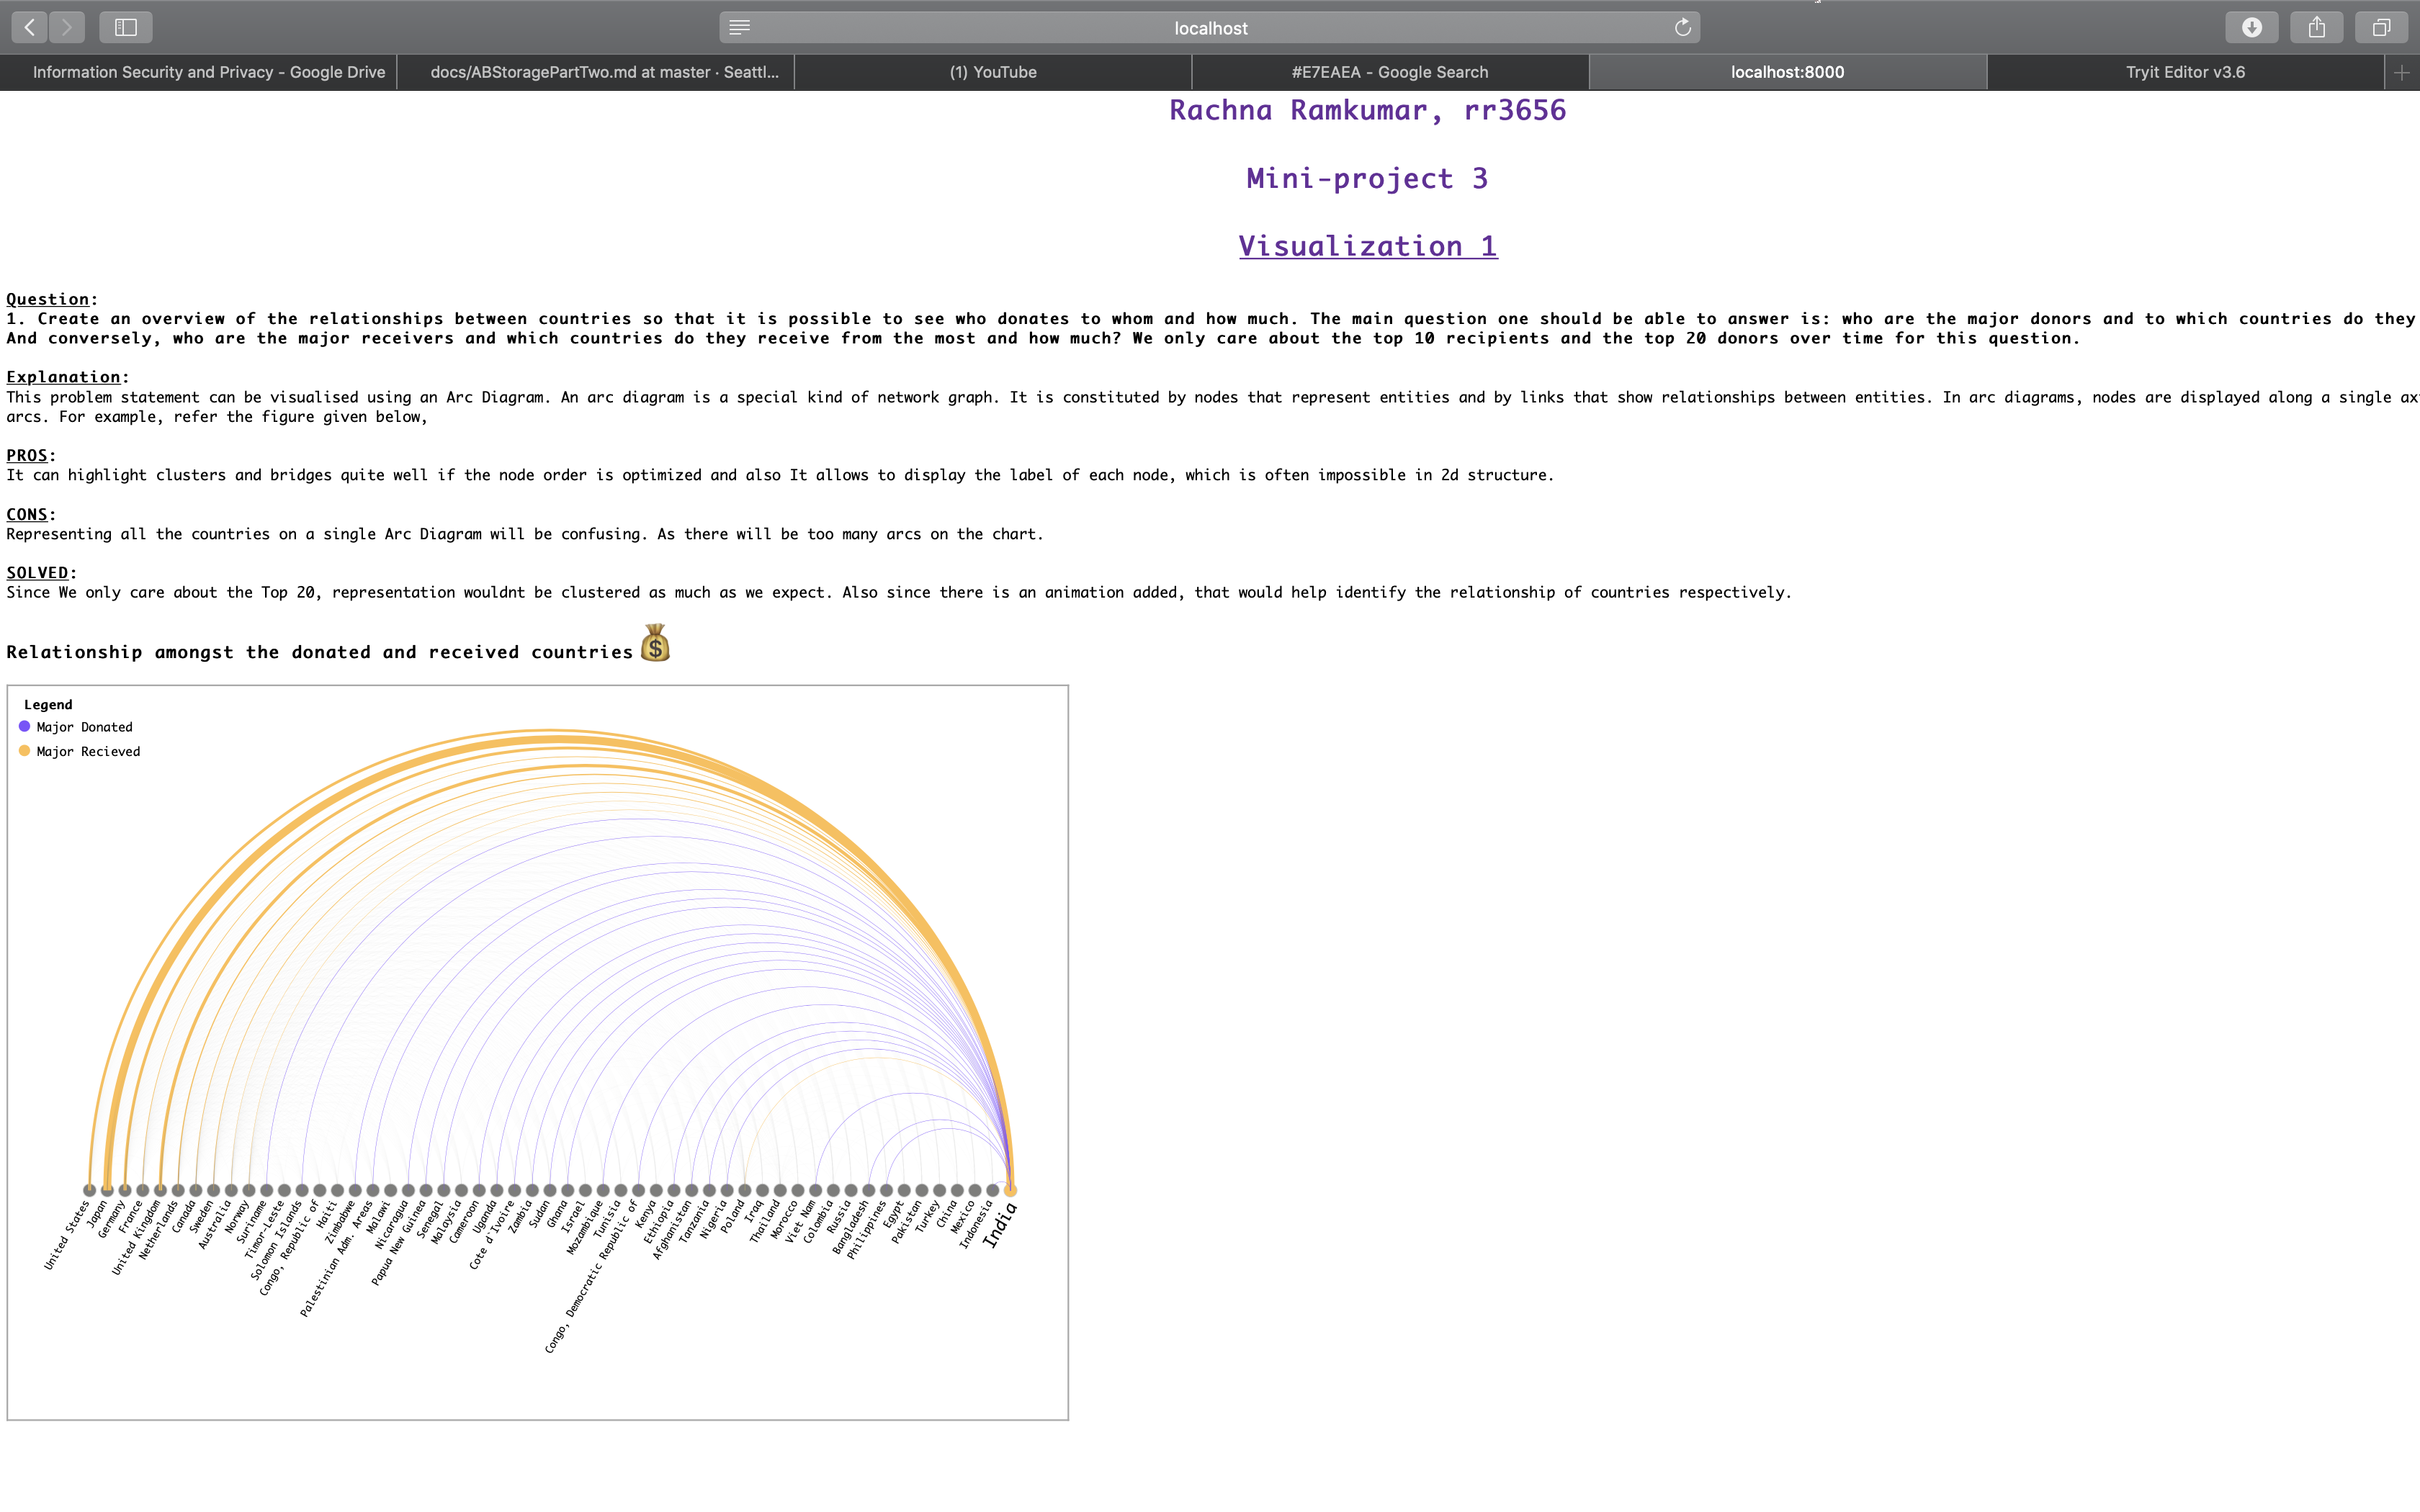 localhost
Information Security and Privacy - Google Drive
docs/ABStoragePartTwo.md at master · Seattl...
(1) YouTube
#E7EAEA - Google Search
localhost:8000
Tryit Editor v3.6
Rachna Ramkumar, rr3656
Mini-project 3
Visualization 1
Question:
1. Create an overview of the relationships between countries so that it is possible to see who donates to whom and how much. The main question one should be able to answer is: who are the major donors and to which countries do they
And conversely, who are the major receivers and which countries do they receive from the most and how much? We only care about the top 10 recipients and the top 20 donors over time for this question.
Explanation:
This problem statement can be visualised using an Arc Diagram. An arc diagram is a special kind of network graph. It is constituted by nodes that represent entities and by links that show relationships between entities. In arc diagrams, nodes are displayed along a single
arcs. For example, refer the figure given below,
PROS:
It can highlight clusters and bridges quite well if the node order is optimized and also It allows to display the label of each node, which is often impossible in 2d structure.
CONS:
Representing all the countries on a single Arc Diagram will be confusing. As there will be too many arcs on the chart.
SOLVED:
Since We only care about the Top 20, representation wouldnt be clustered as much as we expect. Also since there is an animation added, that would help identify the relationship of countries respectively.
Relationship amongst the donated and received countries
Legend
Major Donated
Major Recieved
United States
Japan
Germany
France
United Kingdom
Netherlands
Canada
Sweden
Australia
Norway
Suriname
Timor-Leste
Solomon Islands
Congo, Republic of
Haiti
Zimbabwe
Palestinian Adm. Areas
Malawi
Nicaragua
Papua New Guinea
Senegal
Malaysia
Cameroon
Uganda
Cote d'Ivoire
Zambia
Sudan
Ghana
Israel
Mozambique
Tunisia
Congo, Democratic Republic of
Kenya
Ethiopia
Afghanistan
Tanzania
Nigeria
Poland
Iraq
Thailand
Morocco
Viet Nam
Colombia
Russia
Bangladesh
Philippines
Egypt
Pakistan
Turkey
China
Mexico
Indonesia
India